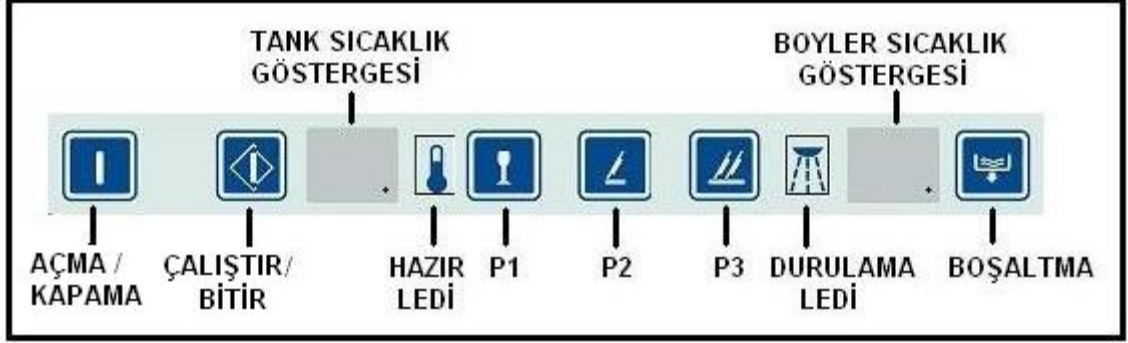 TANK SICAKLIK
GÖSTERGESİ
BOYLER SICAKLIK
GÖSTERGESİ
AÇMA /
KAPAMA
ÇALIŞTIR/
BİTİR
HAZIR
LEDİ
P1
P2
P3
DURULAMA
LEDİ
BOŞALTMA